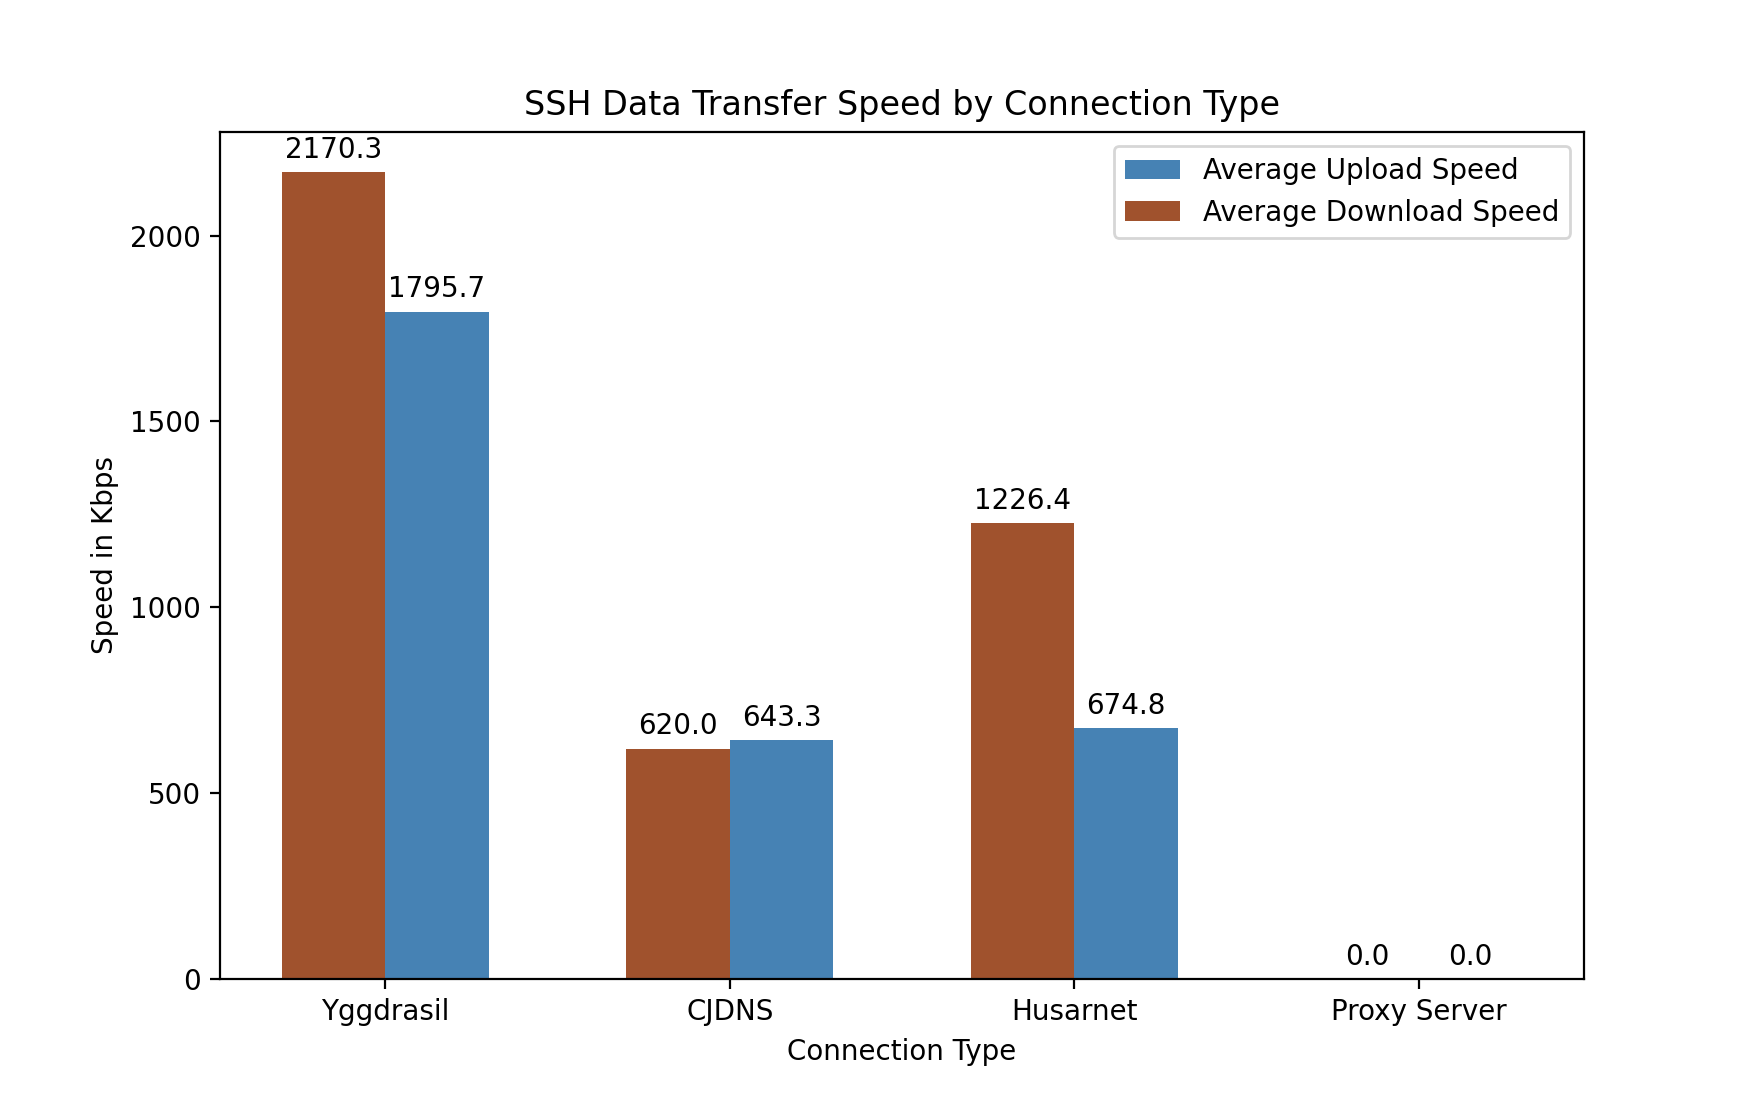 SSH Data Transfer Speed by Connection Type
2170.3
Average Upload Speed
Average Download Speed
2000
1795.7
1500
1226.4
1000
674.8
620.0
643.3
500
0.0
0.0
0
Speed in Kbps
Yggdrasil
CJDNS
Husarnet
Proxy Server
Connection Type